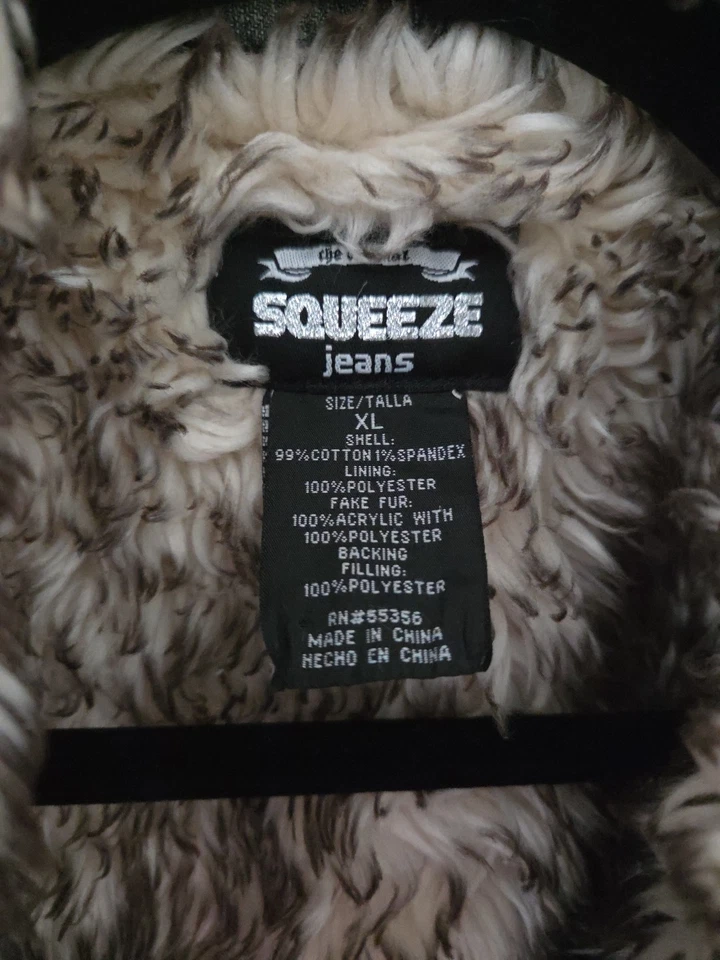 the
SQUEEZE
jeans
SIZE/TALLA
XL
SHELL:
99%COTTON1%SPANDEX
LINING:
100%POLYESTER
FAKE FUR:
100%ACRYLIC WITH
100%POLYESTER
BACKING
FILLING:
100%POLYESTER
RN#55356
MADE IN CHINA
HECHO EN CHINA